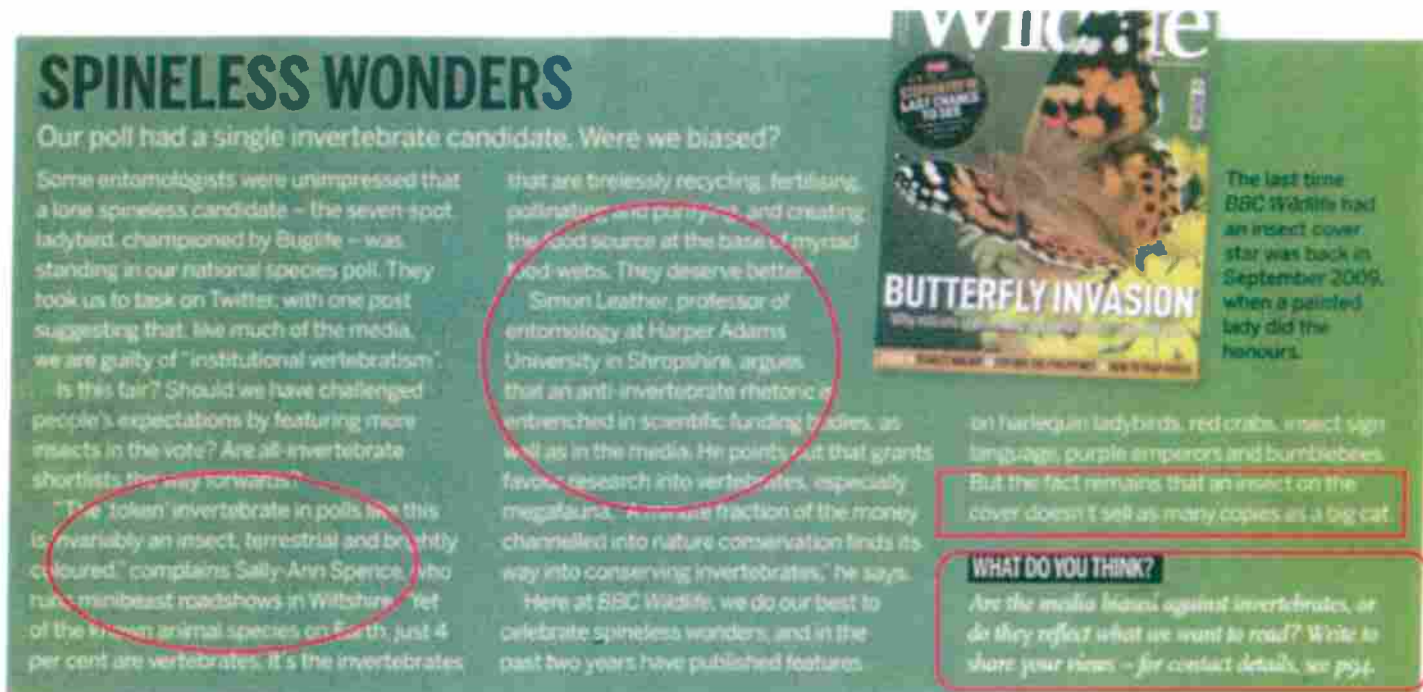 SPINELESS WONDERS
Our poll had a single invertebrate candidate. Were we biased?
Some entomologists were unimpressed that
a lone spineless candidate – the seven-spot
ladybird, championed by Buglife – was
standing in our national species poll. They
took us to task on Twitter, with one post
suggesting that, like much of the media,
we are guilty of "institutional vertebratism".
Is this fair? Should we have challenged
people's expectations by featuring more
insects in the vote? Are all-invertebrate
shortlists the way forward?
"The 'token' invertebrate in polls like this
is invariably an insect, terrestrial and brightly
coloured," complains Sally-Ann Spence, who
runs minibeast roadshows in Wiltshire. "Yet
of the known animal species on Earth, just 4
per cent are vertebrates. It's the invertebrates
that are tirelessly recycling, fertilising,
pollinating and purifying, and creating
the food source at the base of myriad
food webs. They deserve better."
Simon Leather, professor of
entomology at Harper Adams
University in Shropshire, argues
that an anti-invertebrate rhetoric is
entrenched in scientific funding bodies, as
well as in the media. He points out that grants
favour research into vertebrates, especially
megafauna. "A minute fraction of the money
channelled into nature conservation finds its
way into conserving invertebrates," he says.
Here at BBC Wildlife, we do our best to
celebrate spineless wonders, and in the
past two years have published features
on harlequin ladybirds, red crabs, insect sign
language, purple emperors and bumblebees.
But the fact remains that an insect on the
cover doesn't sell as many copies as a big cat.
WHAT DO YOU THINK?
Are the media biased against invertebrates, or
do they reflect what we want to read? Write to
share your views – for contact details, see p94.
Wildlife
LAST CHANCE
TO SEE
BUTTERFLY INVASION
The last time
BBC Wildlife had
an insect cover
star was back in
September 2009,
when a painted
lady did the
honours.